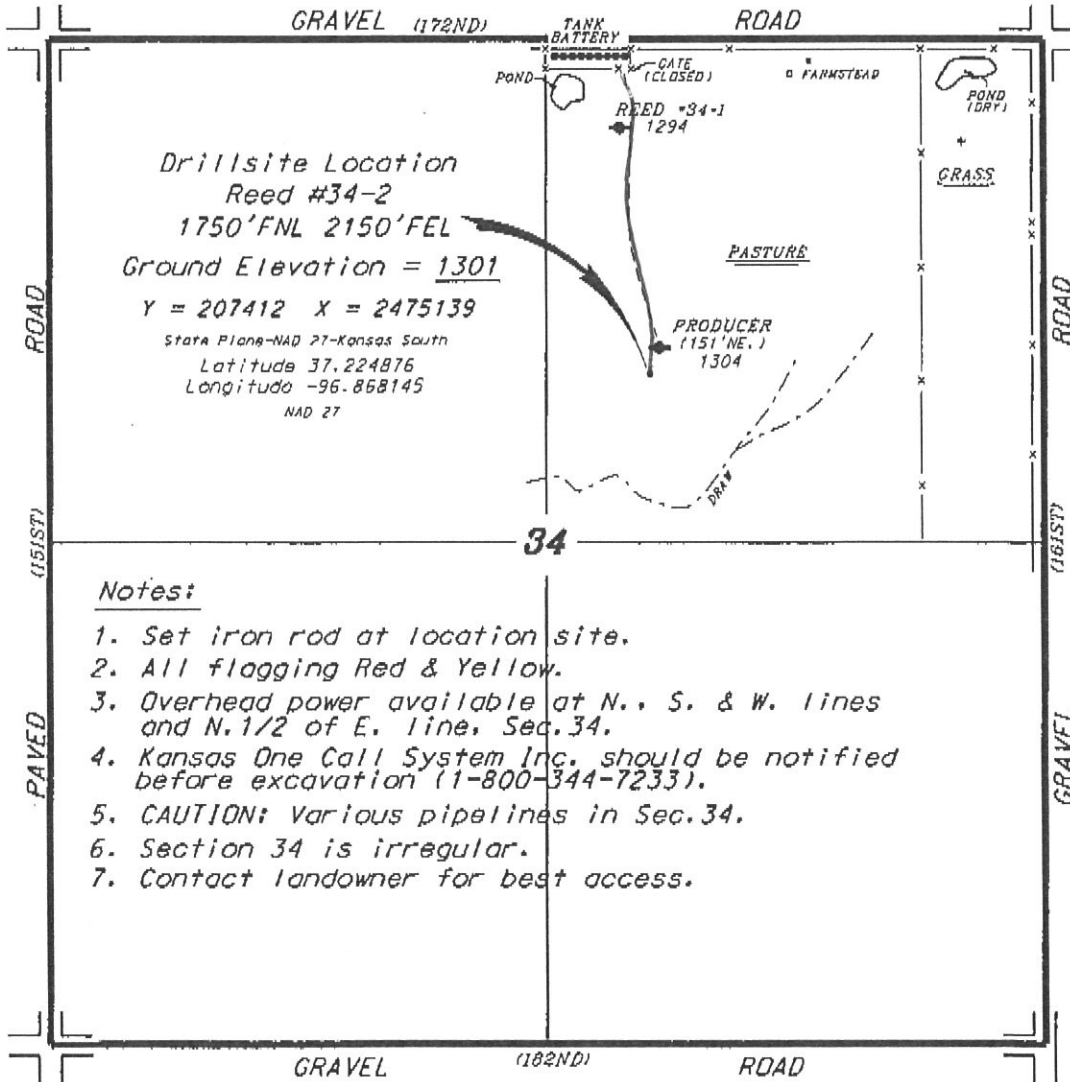 GRAVEL (172ND) ROAD
TANK
BATTERY
POND
GATE
(CLOSED)
FARMSTEAD
POND
(DRY)
REED #34-1
1294
GRASS
Drillsite Location
Reed #34-2
1750'FNL 2150'FEL
Ground Elevation = 1301
Y = 207412 X = 2475139
State Plane-NAD 27-Kansas South
Latitude 37.224876
Longitude -96.868145
NAD 27
PASTURE
PRODUCER
(151'NE.)
1304
DRAW
34
PAVED (151ST) ROAD
GRAVEL (161ST) ROAD
Notes:
1. Set iron rod at location site.
2. All flagging Red & Yellow.
3. Overhead power available at N., S. & W. lines
and N.1/2 of E. line, Sec.34.
4. Kansas One Call System Inc. should be notified
before excavation (1-800-344-7233).
5. CAUTION: Various pipelines in Sec.34.
6. Section 34 is irregular.
7. Contact landowner for best access.
GRAVEL (182ND) ROAD